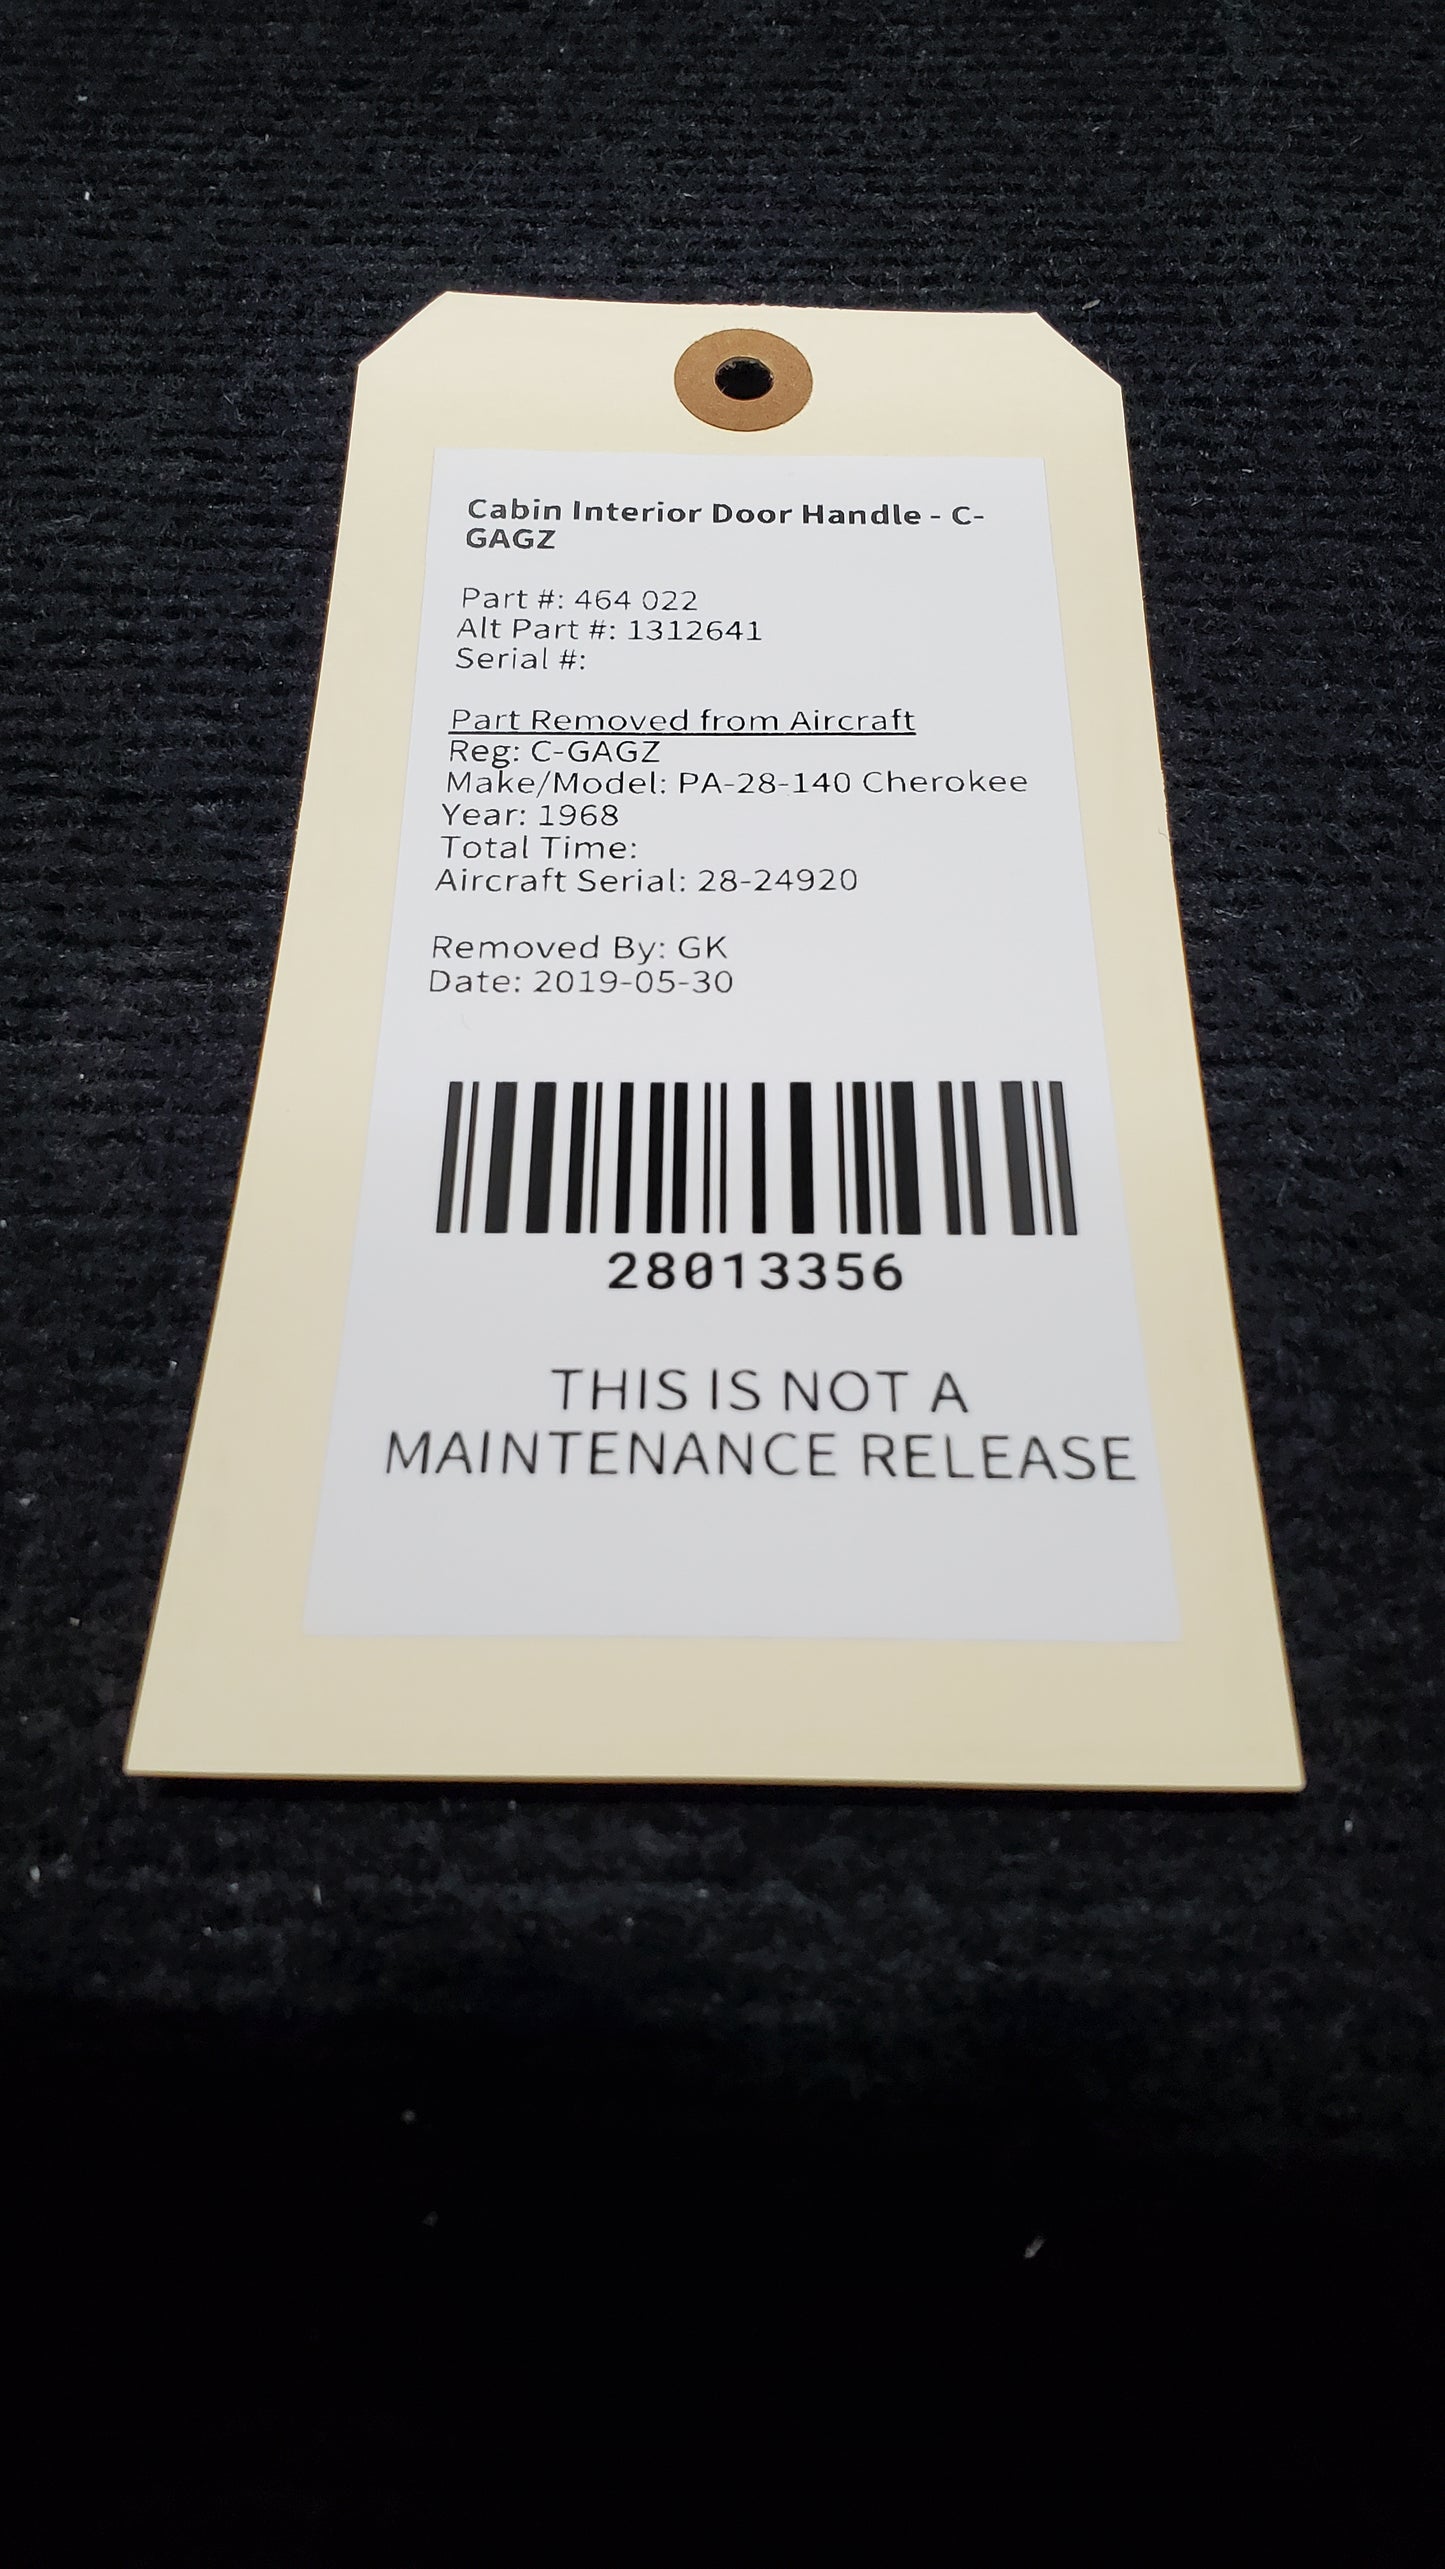 Cabin Interior Door Handle - C-
GAGZ
Part #: 464 022
Alt Part #: 1312641
Serial #:
Part Removed from Aircraft
Reg: C-GAGZ
Make/Model: PA-28-140 Cherokee
Year: 1968
Total Time:
Aircraft Serial: 28-24920
Removed By: GK
Date: 2019-05-30
28013356
THIS IS NOT A
MAINTENANCE RELEASE